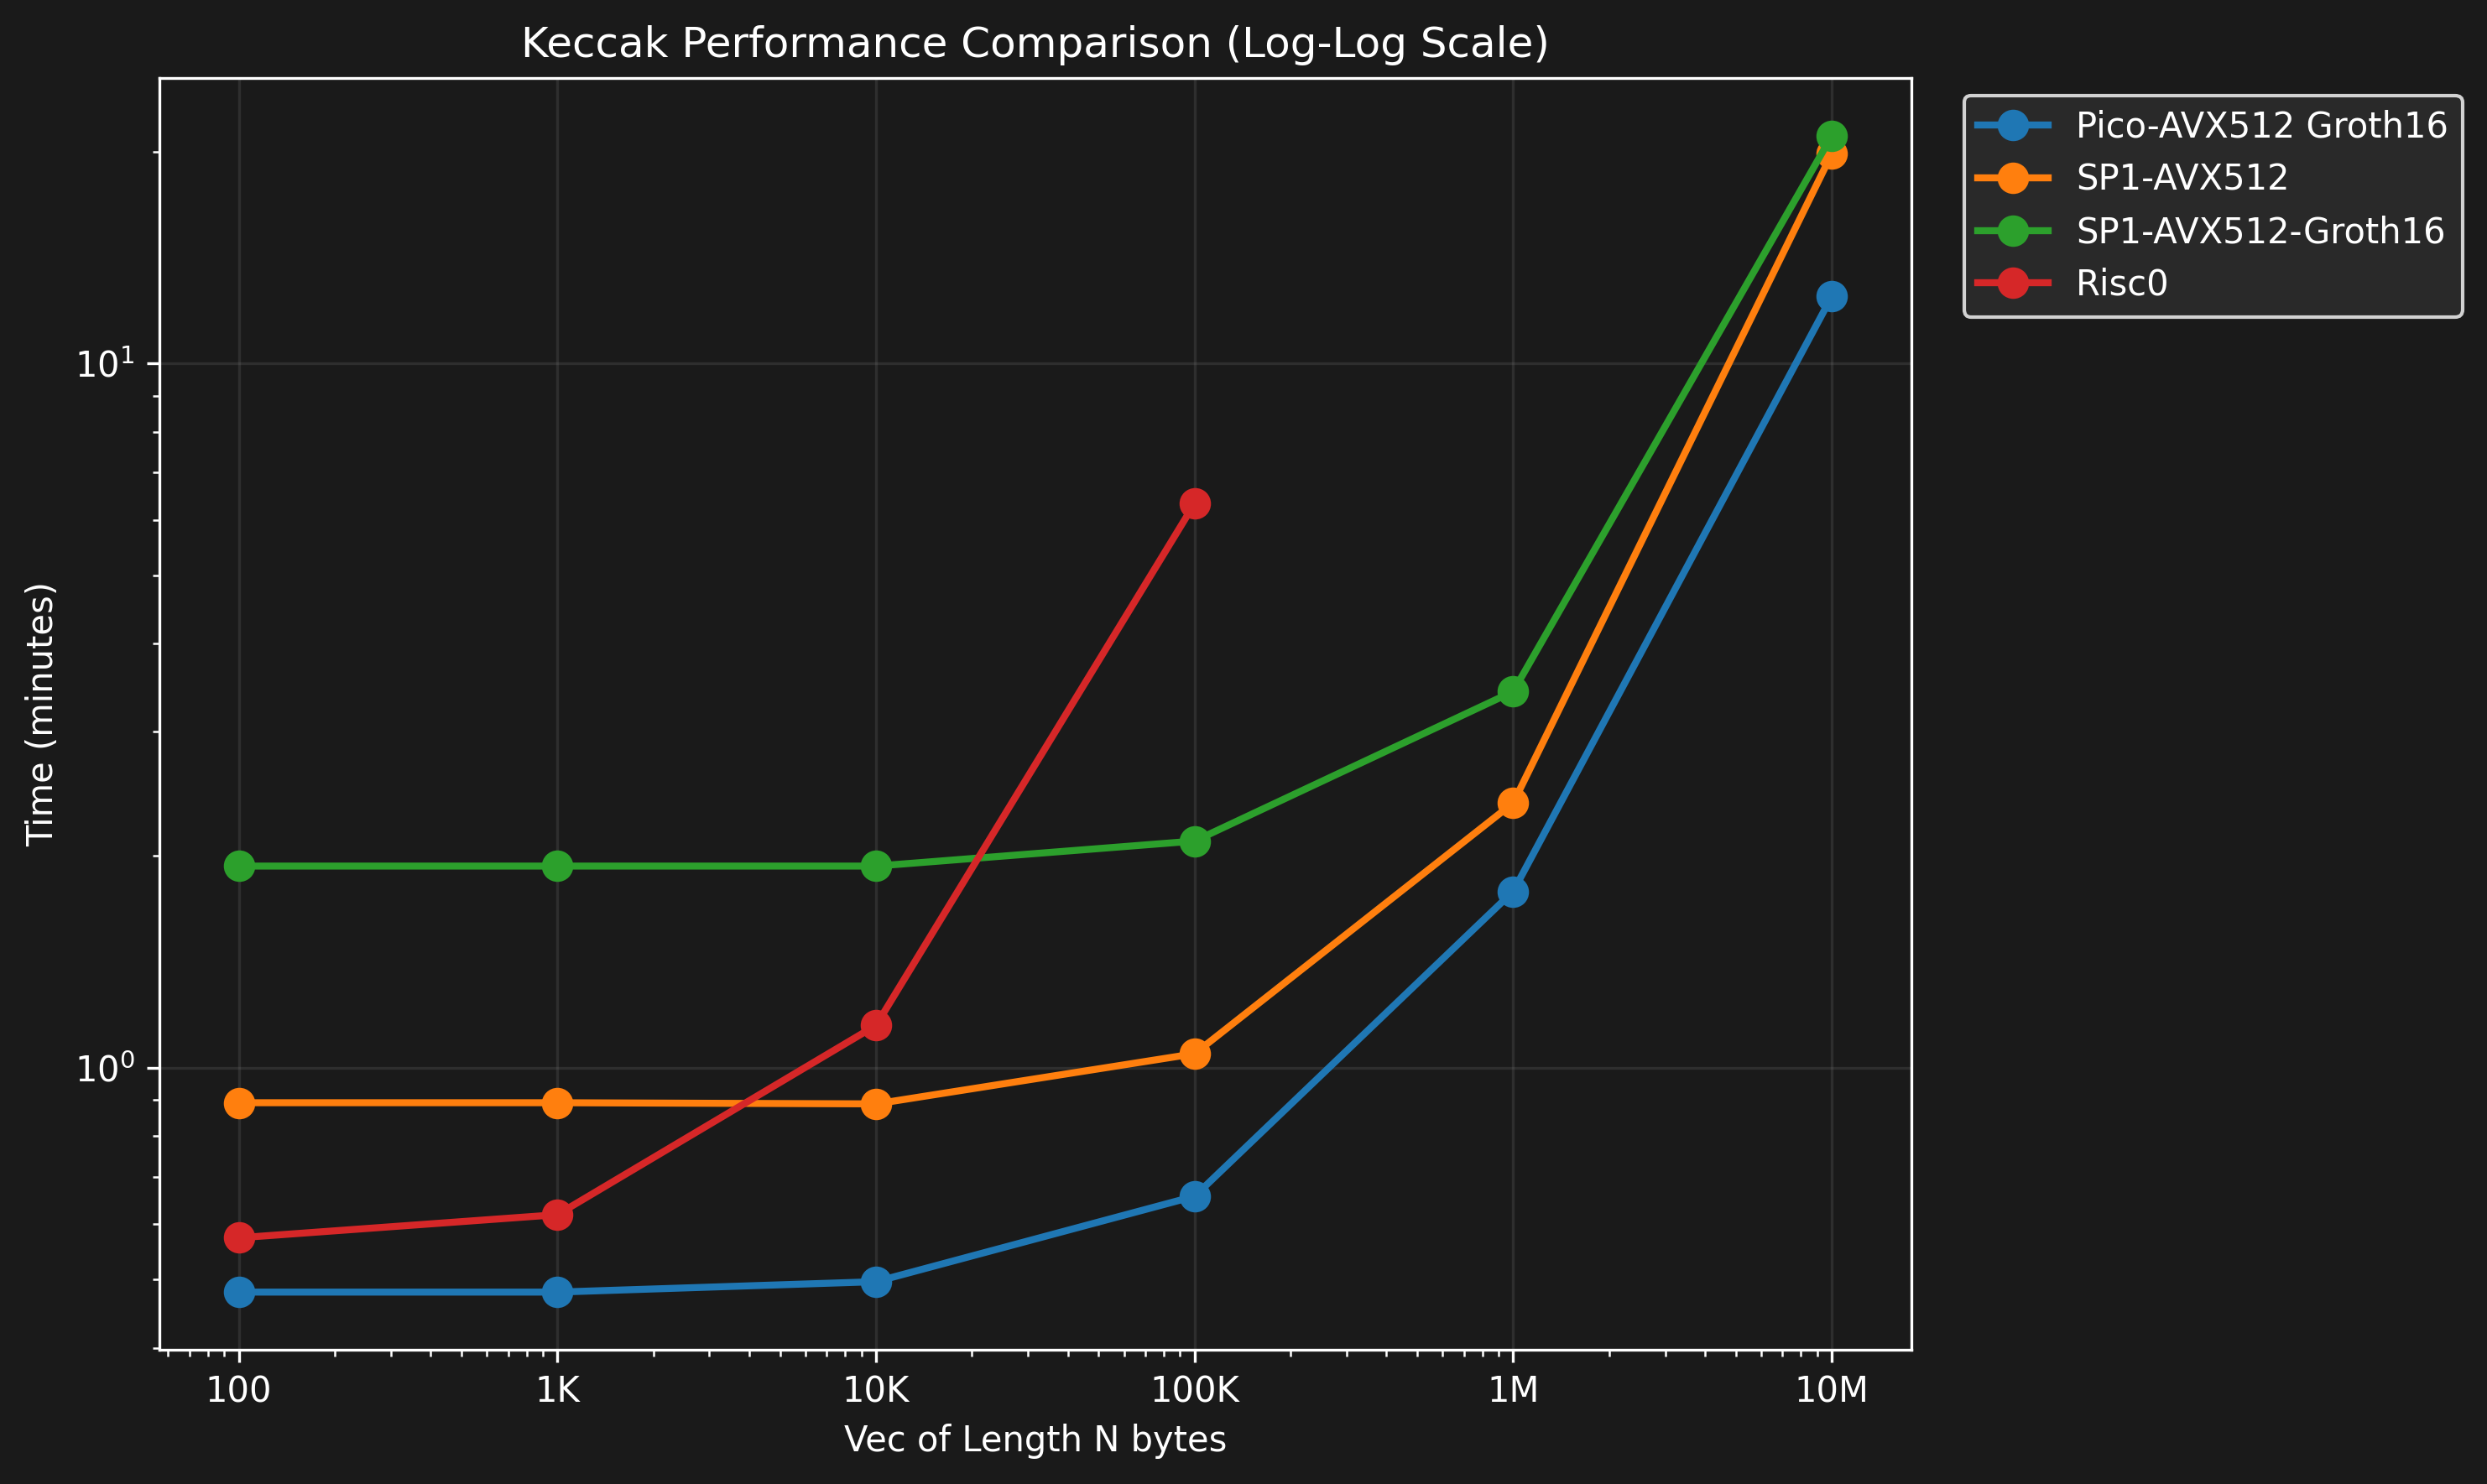 Keccak Performance Comparison (Log-Log Scale)
Pico-AVX512 Groth16
SP1-AVX512
SP1-AVX512-Groth16
Risc0
10¹
10⁰
Time (minutes)
100 1K 10K 100K 1M 10M
Vec of Length N bytes